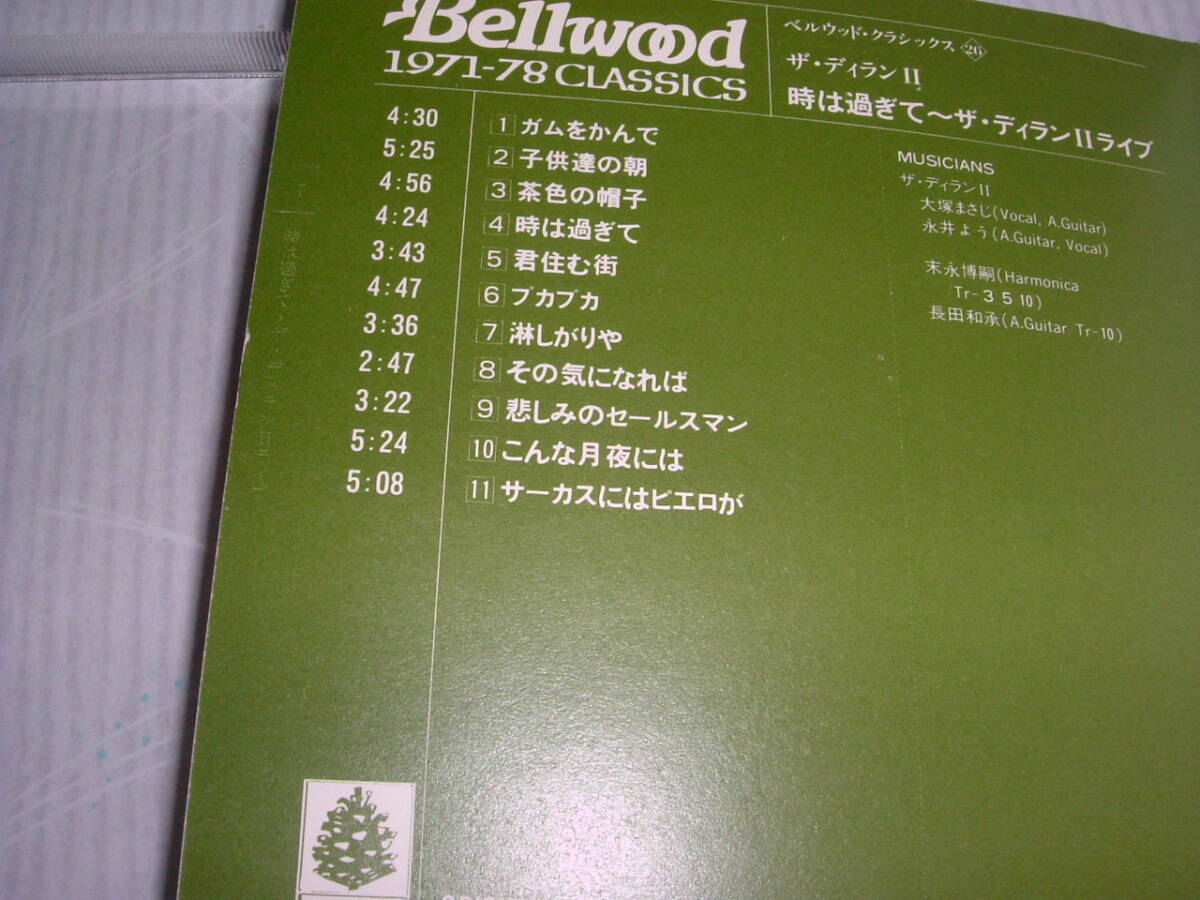 Bellwood
1971-78 CLASSICS
ベルウッド・クラシックス 26
ザ・ディランII
時は過ぎて〜ザ・ディランIIライブ
4:30 1 ガムをかんで
5:25 2 子供達の朝
4:56 3 茶色の帽子
4:24 4 時は過ぎて
3:43 5 君住む街
4:47 6 プカプカ
3:36 7 淋しがりや
2:47 8 その気になれば
3:22 9 悲しみのセールスマン
5:24 10 こんな月夜には
5:08 11 サーカスにはピエロが
MUSICIANS
ザ・ディランII
大塚まさじ(Vocal, A.Guitar)
永井よう(A.Guitar, Vocal)
末永博嗣(Harmonica
Tr-3 5 10)
長田和承(A.Guitar Tr-10)